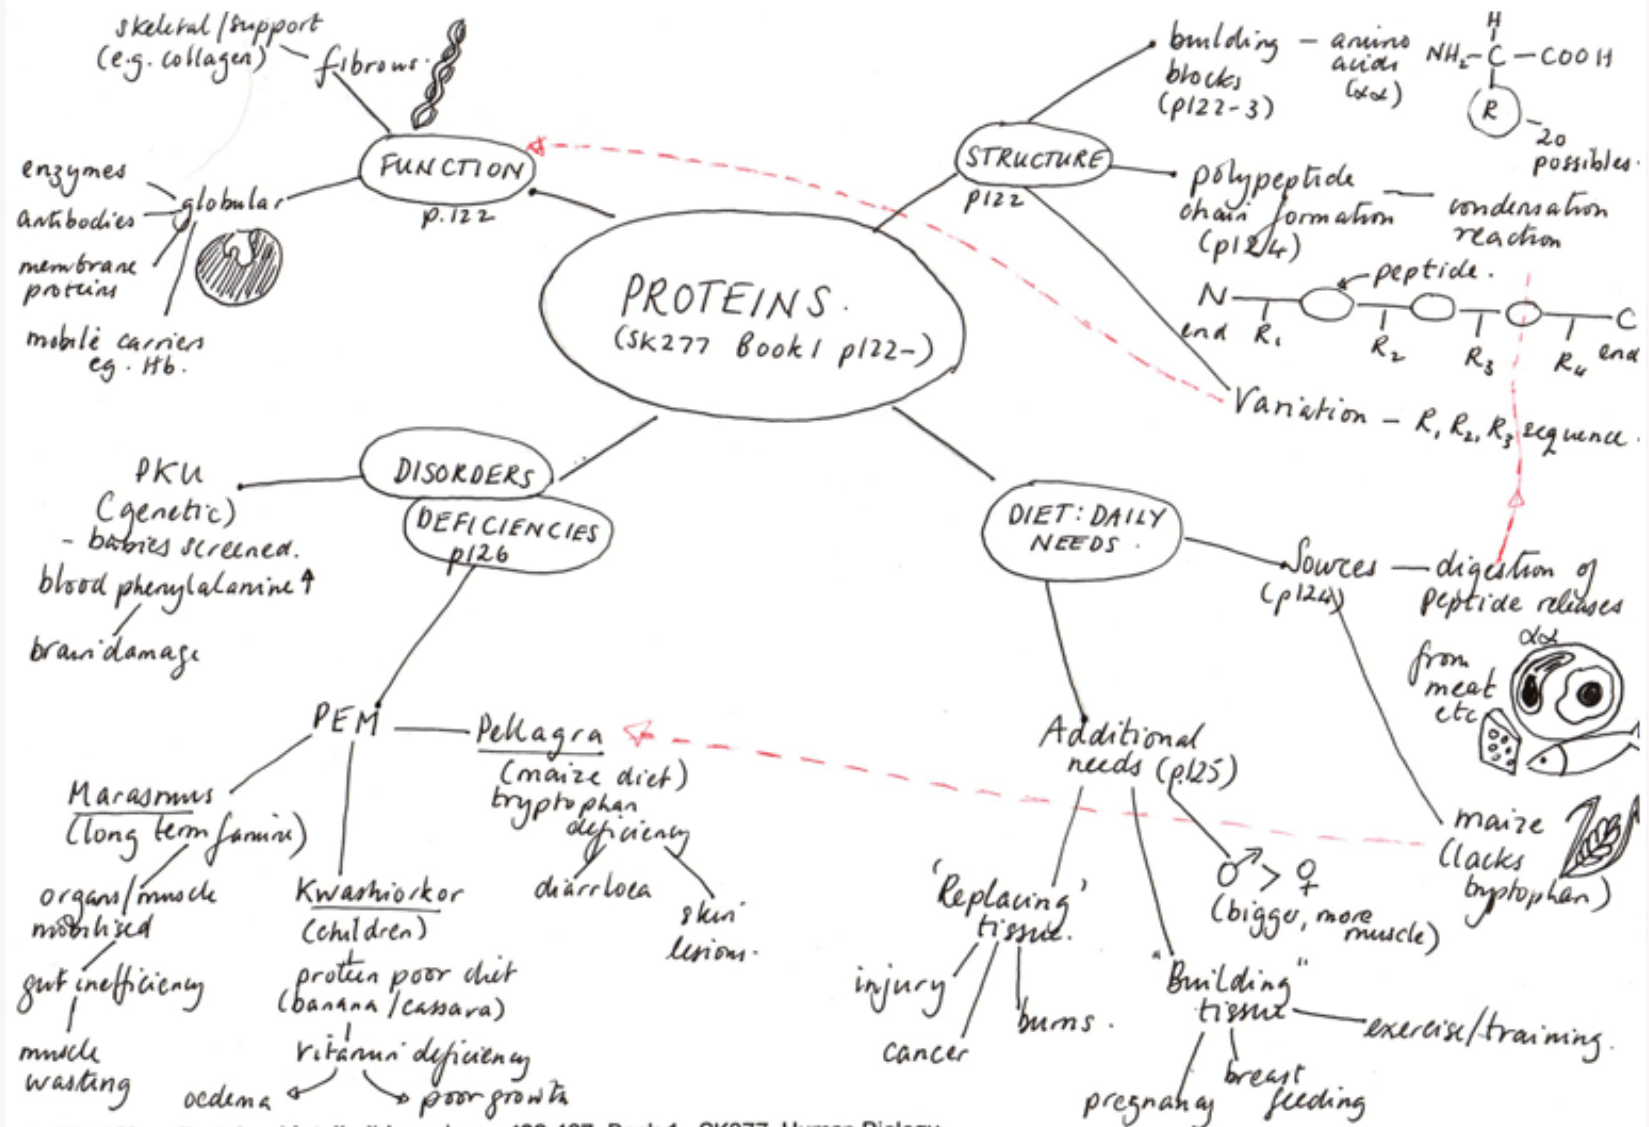 PROTEINS.
(SK277 Book 1 p122-)
FUNCTION
p.122
fibrous.
skeletal/support
(e.g. collagen)
globular
enzymes
antibodies
membrane
proteins
mobile carriers
eg. Hb.
STRUCTURE
p122
building
blocks
(p122-3)
amino
acids
(αα)
H
NH2-C-COOH
R
20
possibles.
polypeptide
chain formation
(p124)
condensation
reaction
peptide.
N
end
R1
R2
R3
R4
C
end
Variation - R1 R2, R3 sequence.
DISORDERS
DEFICIENCIES
p126
PKU
(genetic)
- babies screened.
blood phenylalanine ↑
brain damage
PEM
Marasmus
(long term famine)
organs/muscle
mobilised
gut inefficiency
muscle
wasting
Kwashiorkor
(children)
protein poor diet
(banana/cassava)
vitamin deficiency
oedema
poor growth
Pellagra
(maize diet)
tryptophan
deficiency
diarrhoea
skin
lesions.
DIET: DAILY
NEEDS.
Sources
(p124)
digestion of
peptide releases
αα
from
meat
etc
maize
(lacks
tryptophan)
Additional
needs (p.125)
♂ > ♀
(bigger, more
muscle)
'Replacing'
tissue.
injury
cancer
burns.
"Building"
tissue
exercise/training.
breast
feeding
pregnancy